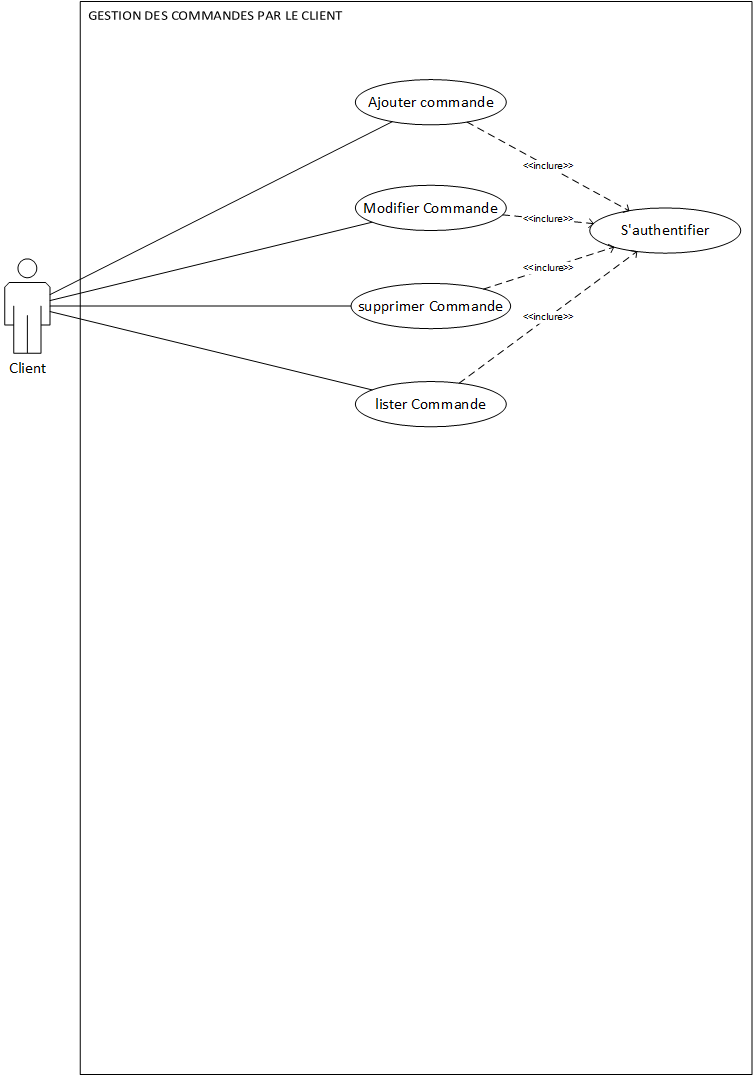 GESTION DES COMMANDES PAR LE CLIENT
Ajouter commande
<<inclure>>
Modifier Commande
<<inclure>>
S'authentifier
<<inclure>>
supprimer Commande
<<inclure>>
Client
lister Commande